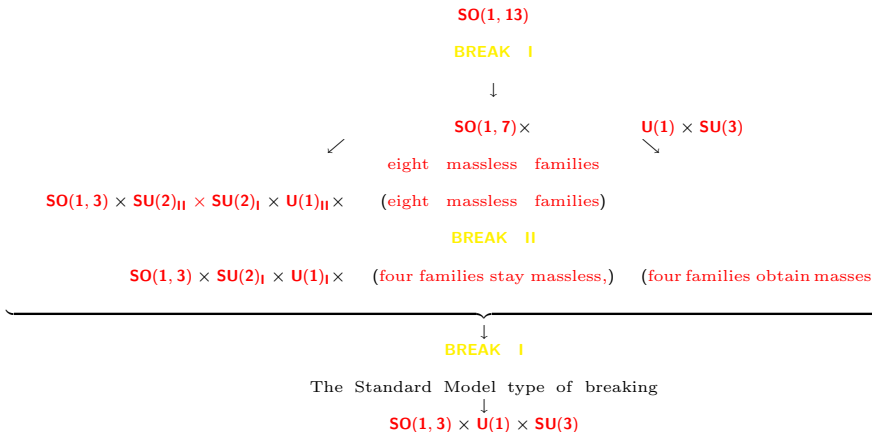 SO(1, 13)
BREAK I
↓
SO(1, 7)× U(1) × SU(3)
↙ ↘
eight massless families
SO(1, 3) × SU(2)II × SU(2)I × U(1)II× (eight massless families)
BREAK II
SO(1, 3) × SU(2)I × U(1)I× (four families stay massless,) (four families obtain masses
↓
BREAK I
The Standard Model type of breaking
↓
SO(1, 3) × U(1) × SU(3)